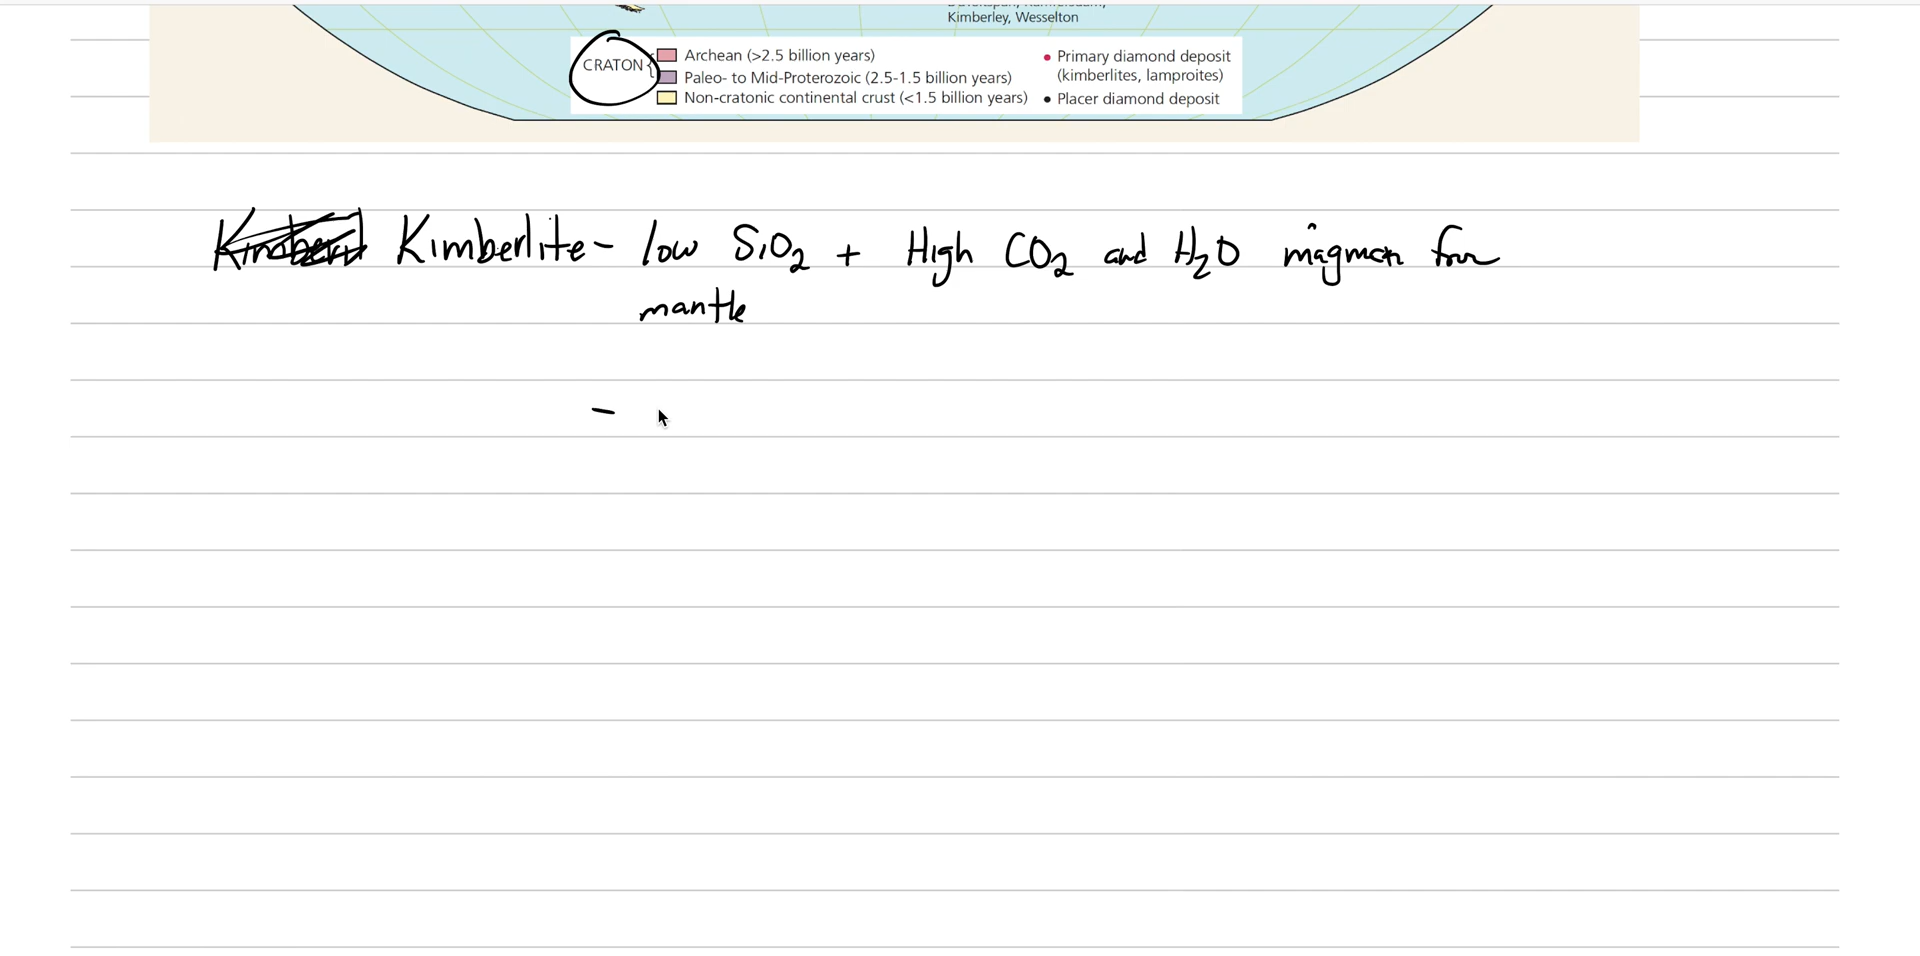 Kimberley, Wesselton
CRATON
Archean (>2.5 billion years)
Paleo- to Mid-Proterozoic (2.5-1.5 billion years)
Non-cratonic continental crust (<1.5 billion years)
Primary diamond deposit
(kimberlites, lamproites)
Placer diamond deposit
Kimberlite - low SiO₂ + High CO₂ and H₂O magma from
mantle
–